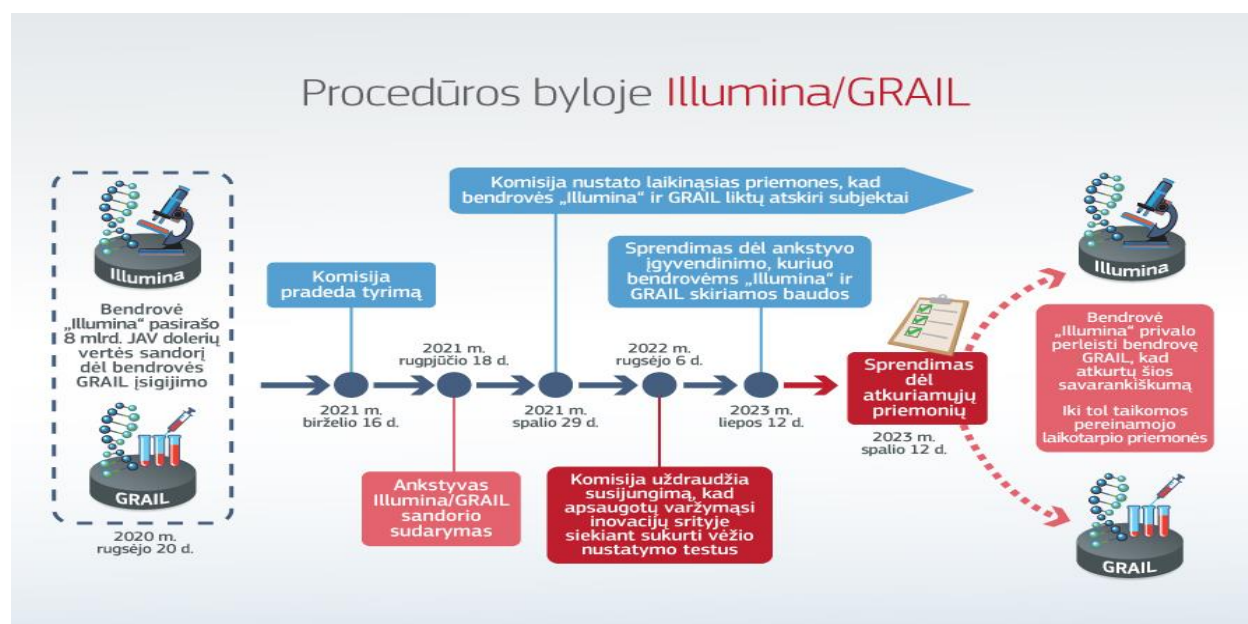 Procedūros byloje Illumina/GRAIL
Illumina
Bendrovė
„Illumina“ pasirašo
8 mlrd. JAV dolerių
vertės sandorį
dėl bendrovės
GRAIL įsigijimo
GRAIL
2020 m.
rugsėjo 20 d.
Komisija
pradeda tyrimą
2021 m.
birželio 16 d.
2021 m.
rugpjūčio 18 d.
Ankstyvas
Illumina/GRAIL
sandorio
sudarymas
Komisija nustato laikinąsias priemones, kad
bendrovės „Illumina“ ir GRAIL liktų atskiri subjektai
2021 m.
spalio 29 d.
2022 m.
rugsėjo 6 d.
Komisija uždraudžia
susijungimą, kad
apsaugotų varžymąsi
inovacijų srityje
siekiant sukurti vėžio
nustatymo testus
Sprendimas dėl ankstyvo
įgyvendinimo, kuriuo
bendrovėms „Illumina“ ir
GRAIL skiriamos baudos
2023 m.
liepos 12 d.
Sprendimas
dėl
atkuriamųjų
priemonių
2023 m.
spalio 12 d.
Illumina
Bendrovė
„Illumina“ privalo
perleisti bendrovę
GRAIL, kad
atkurtų šios
savarankiškumą
Iki tol taikomos
pereinamojo
laikotarpio priemonės
GRAIL